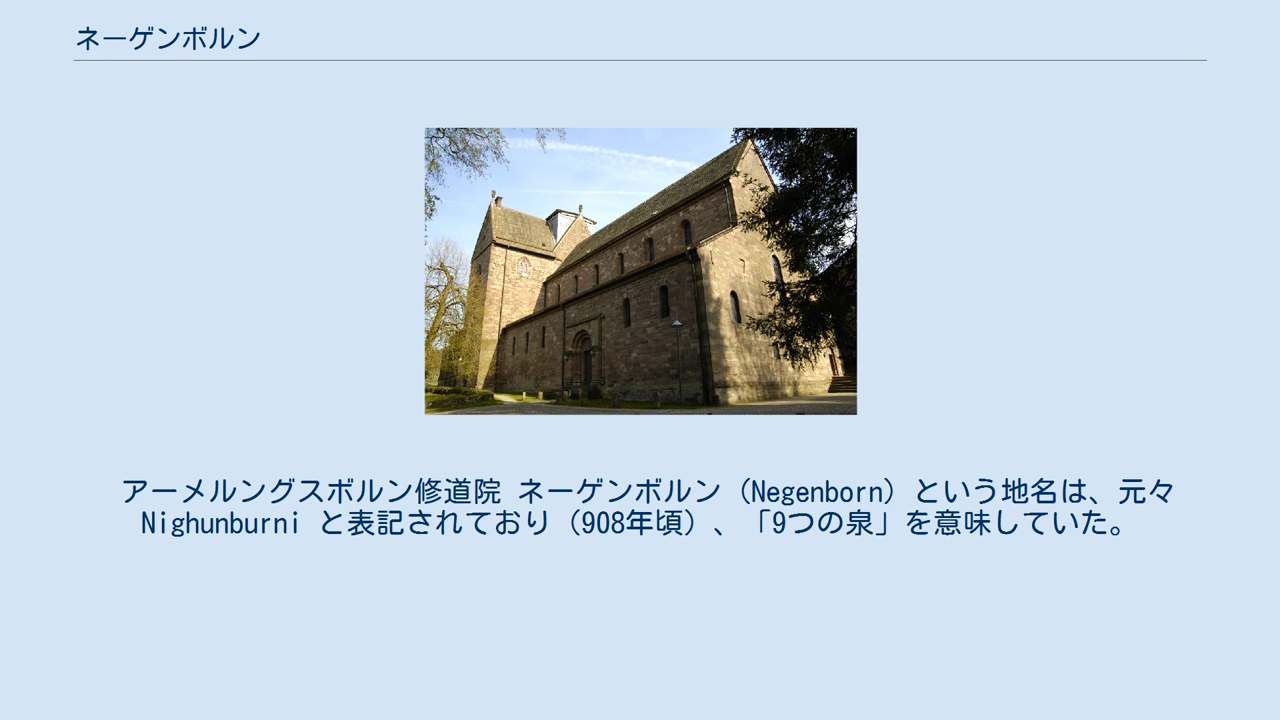 ネーゲンボルン
アーメルングスボルン修道院 ネーゲンボルン（Negenborn）という地名は、元々
Nighunburni と表記されており（908年頃）、「9つの泉」を意味していた。